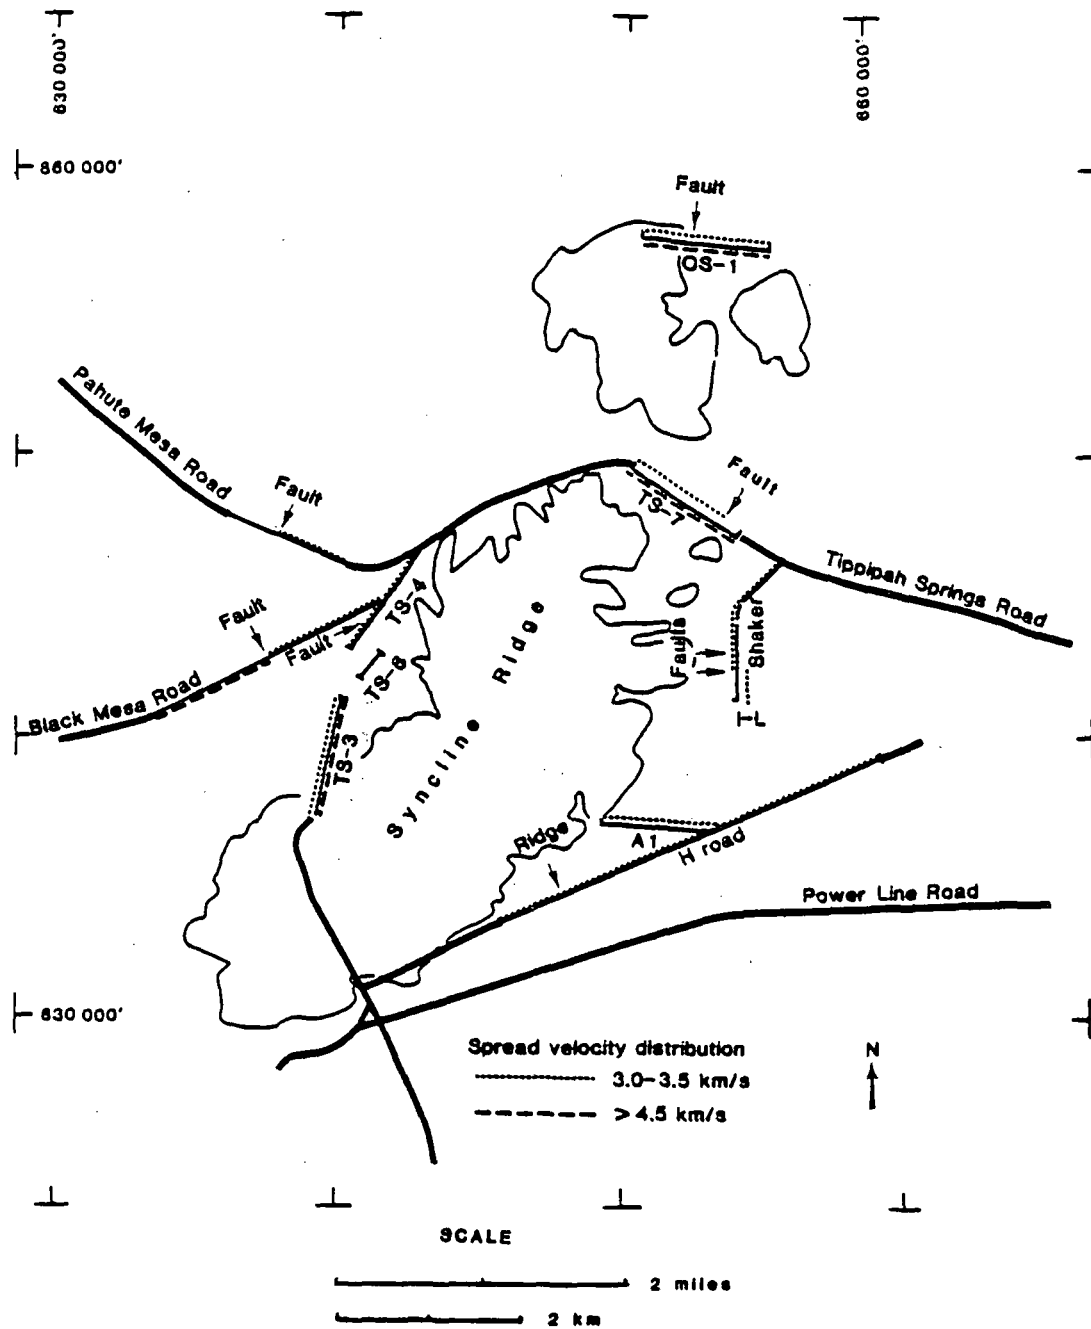 630 000'
660 000'
860 000'
Fault
OS-1
Pahute Mesa Road
Fault
Fault
TS-7
Tippipah Springs Road
Fault
Fault
TS-4
TS-6
Black Mesa Road
TS-3
Syncline Ridge
Faults
Shaker
L
Ridge
A1
H road
Power Line Road
630 000'
Spread velocity distribution
3.0-3.5 km/s
>4.5 km/s
N
SCALE
2 miles
2 km